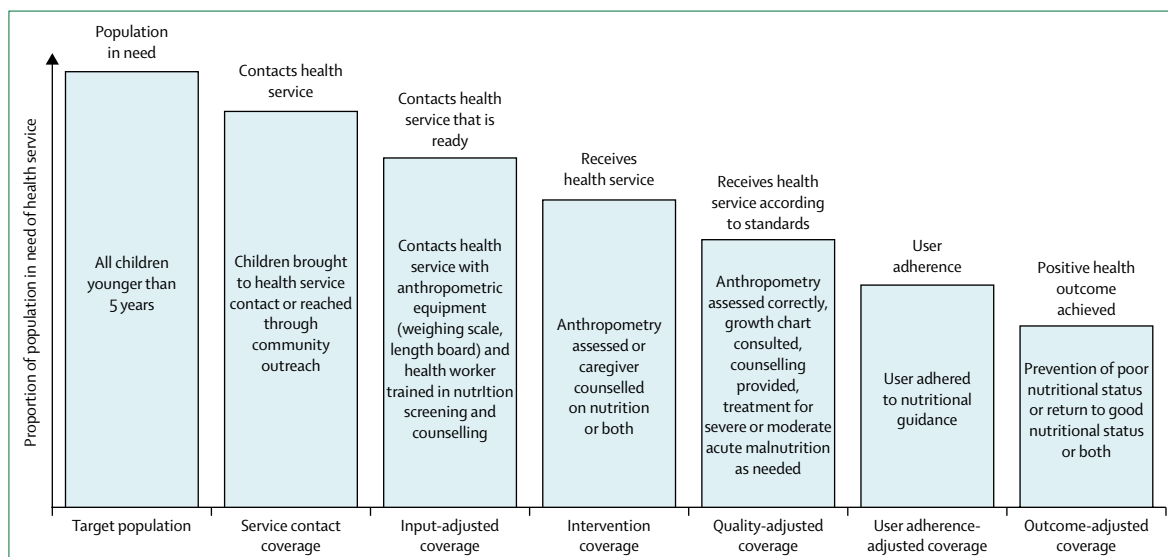 Proportion of population in need of health service
Population
in need
All children
younger than
5 years
Target population
Contacts health
service
Children brought
to health service
contact or reached
through
community
outreach
Service contact
coverage
Contacts health
service that is
ready
Contacts health
service with
anthropometric
equipment
(weighing scale,
length board) and
health worker
trained in nutrItion
screening and
counselling
Input-adjusted
coverage
Receives
health service
Anthropometry
assessed or
caregiver
counselled
on nutrition
or both
Intervention
coverage
Receives health
service according
to standards
Anthropometry
assessed correctly,
growth chart
consulted,
counselling
provided,
treatment for
severe or moderate
acute malnutrition
as needed
Quality-adjusted
coverage
User
adherence
User adhered
to nutritional
guidance
User adherence-
adjusted coverage
Positive health
outcome
achieved
Prevention of poor
nutritional status
or return to good
nutritional status
or both
Outcome-adjusted
coverage